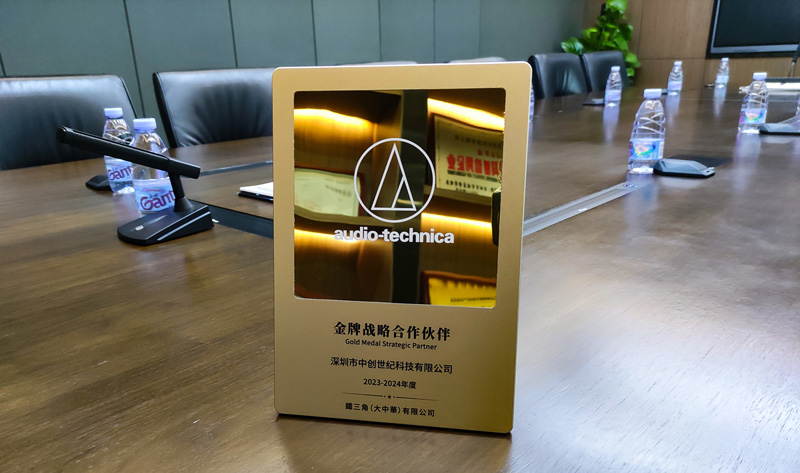 audio-technica
金牌战略合作伙伴
Gold Medal Strategic Partner
深圳市中创世纪科技有限公司
2023-2024年度
鐵三角(大中華)有限公司